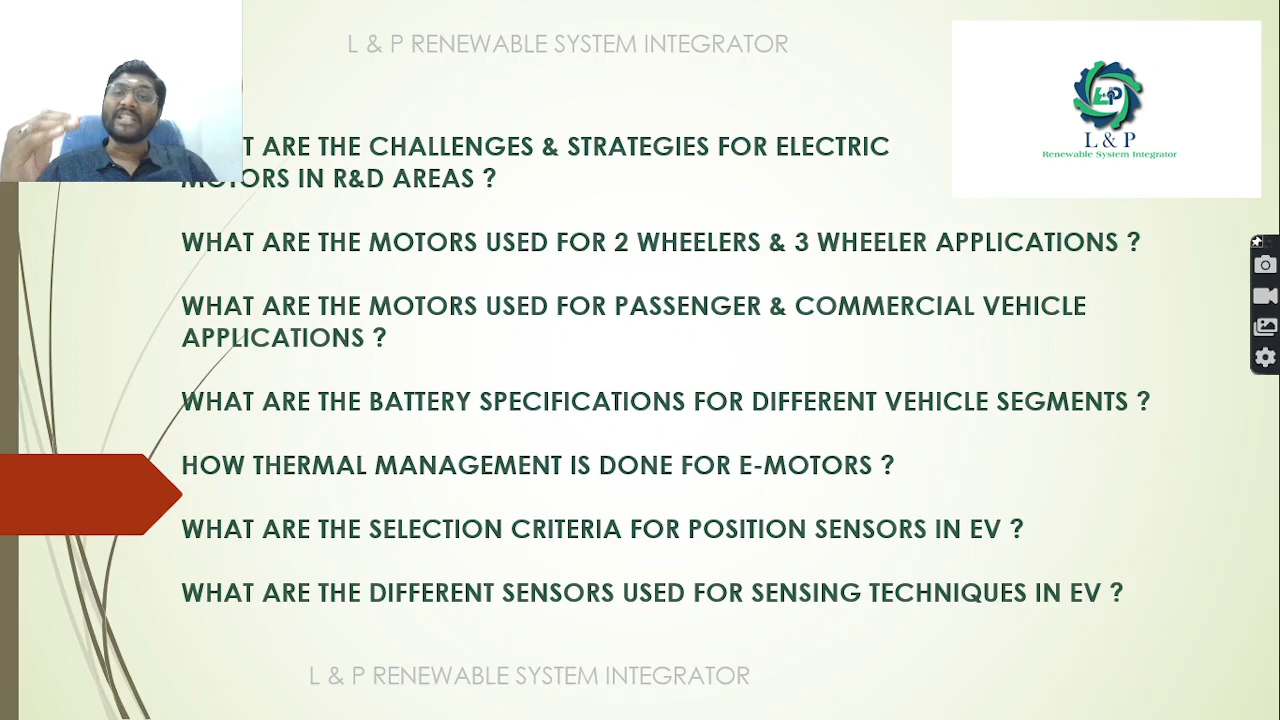 L & P RENEWABLE SYSTEM INTEGRATOR
L & P
Renewable System Integrator
ARE THE CHALLENGES & STRATEGIES FOR ELECTRIC
MOTORS IN R&D AREAS ?
WHAT ARE THE MOTORS USED FOR 2 WHEELERS & 3 WHEELER APPLICATIONS ?
WHAT ARE THE MOTORS USED FOR PASSENGER & COMMERCIAL VEHICLE
APPLICATIONS ?
WHAT ARE THE BATTERY SPECIFICATIONS FOR DIFFERENT VEHICLE SEGMENTS ?
HOW THERMAL MANAGEMENT IS DONE FOR E-MOTORS ?
WHAT ARE THE SELECTION CRITERIA FOR POSITION SENSORS IN EV ?
WHAT ARE THE DIFFERENT SENSORS USED FOR SENSING TECHNIQUES IN EV ?
L & P RENEWABLE SYSTEM INTEGRATOR